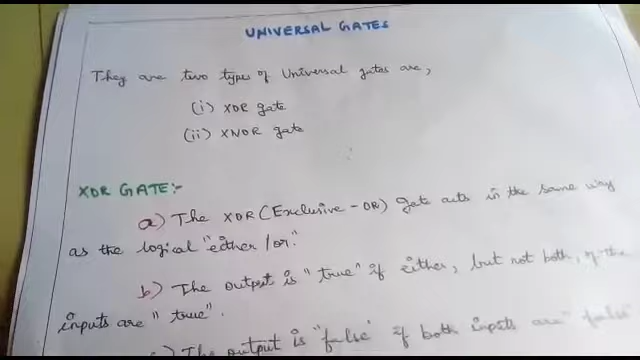 UNIVERSAL GATES
They are two types of Universal gates are,
(i) XOR gate
(ii) XNOR gate
XOR GATE:-
a) The XOR (Exclusive - OR) gate acts in the same way
as the logical "either / or."
b) The output is "true" if either, but not both, of the
inputs are "true".
The output is "false" if both inputs are "false"